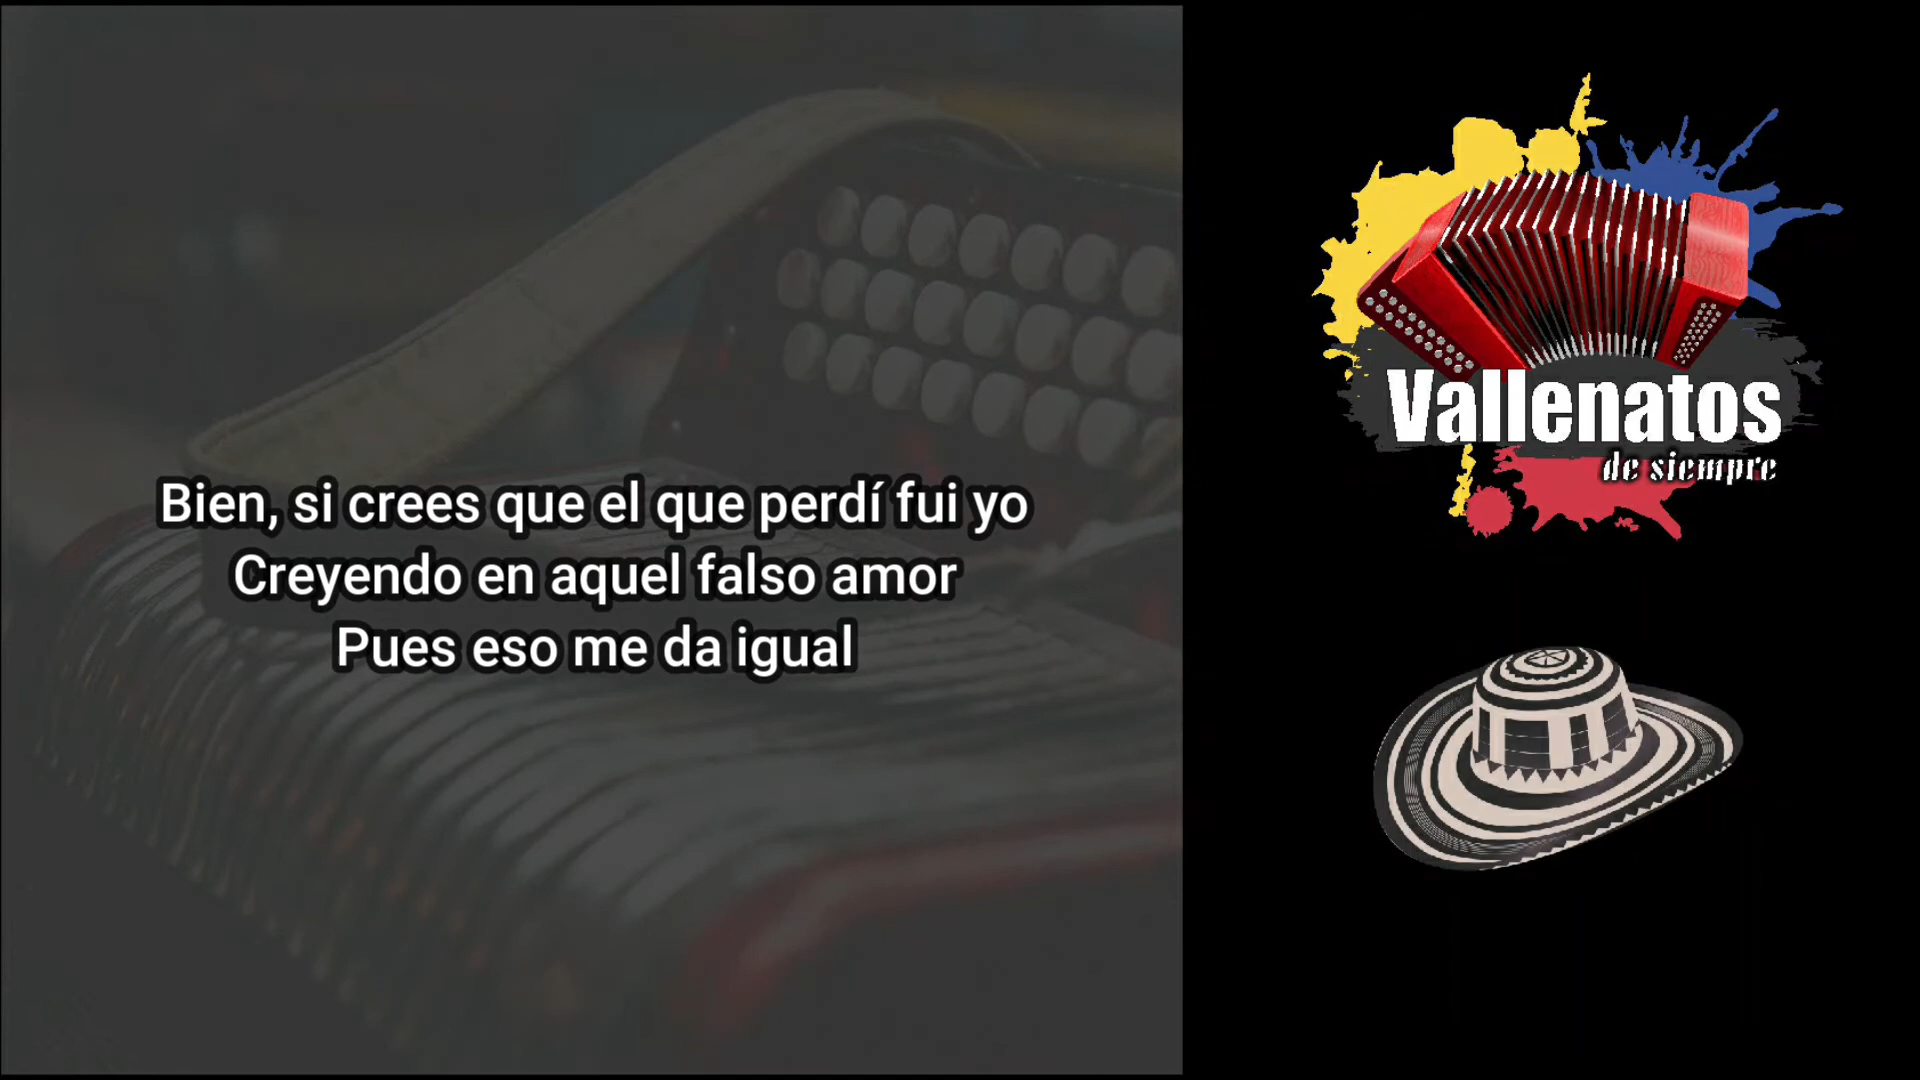 Bien, si crees que el que perdí fui yo
Creyendo en aquel falso amor
Pues eso me da igual
Vallenatos
de siempre